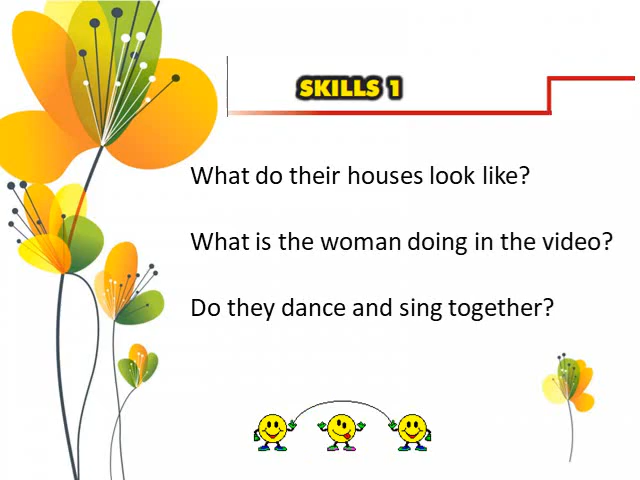 SKILLS 1
What do their houses look like?
What is the woman doing in the video?
Do they dance and sing together?